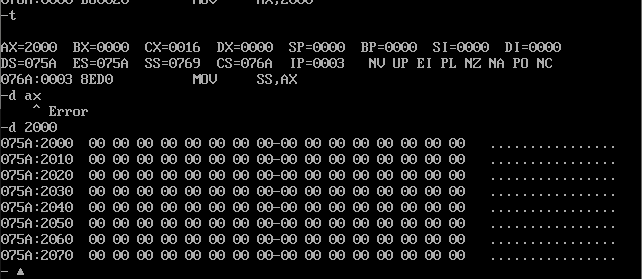 076A:0000 B80020 MOV AX,2000
-t
AX=2000 BX=0000 CX=0016 DX=0000 SP=0000 BP=0000 SI=0000 DI=0000
DS=075A ES=075A SS=0769 CS=076A IP=0003 NV UP EI PL NZ NA PO NC
076A:0003 8ED0 MOV SS,AX
-d ax
^ Error
-d 2000
075A:2000 00 00 00 00 00 00 00 00-00 00 00 00 00 00 00 00 ................
075A:2010 00 00 00 00 00 00 00 00-00 00 00 00 00 00 00 00 ................
075A:2020 00 00 00 00 00 00 00 00-00 00 00 00 00 00 00 00 ................
075A:2030 00 00 00 00 00 00 00 00-00 00 00 00 00 00 00 00 ................
075A:2040 00 00 00 00 00 00 00 00-00 00 00 00 00 00 00 00 ................
075A:2050 00 00 00 00 00 00 00 00-00 00 00 00 00 00 00 00 ................
075A:2060 00 00 00 00 00 00 00 00-00 00 00 00 00 00 00 00 ................
075A:2070 00 00 00 00 00 00 00 00-00 00 00 00 00 00 00 00 ................
- ▲